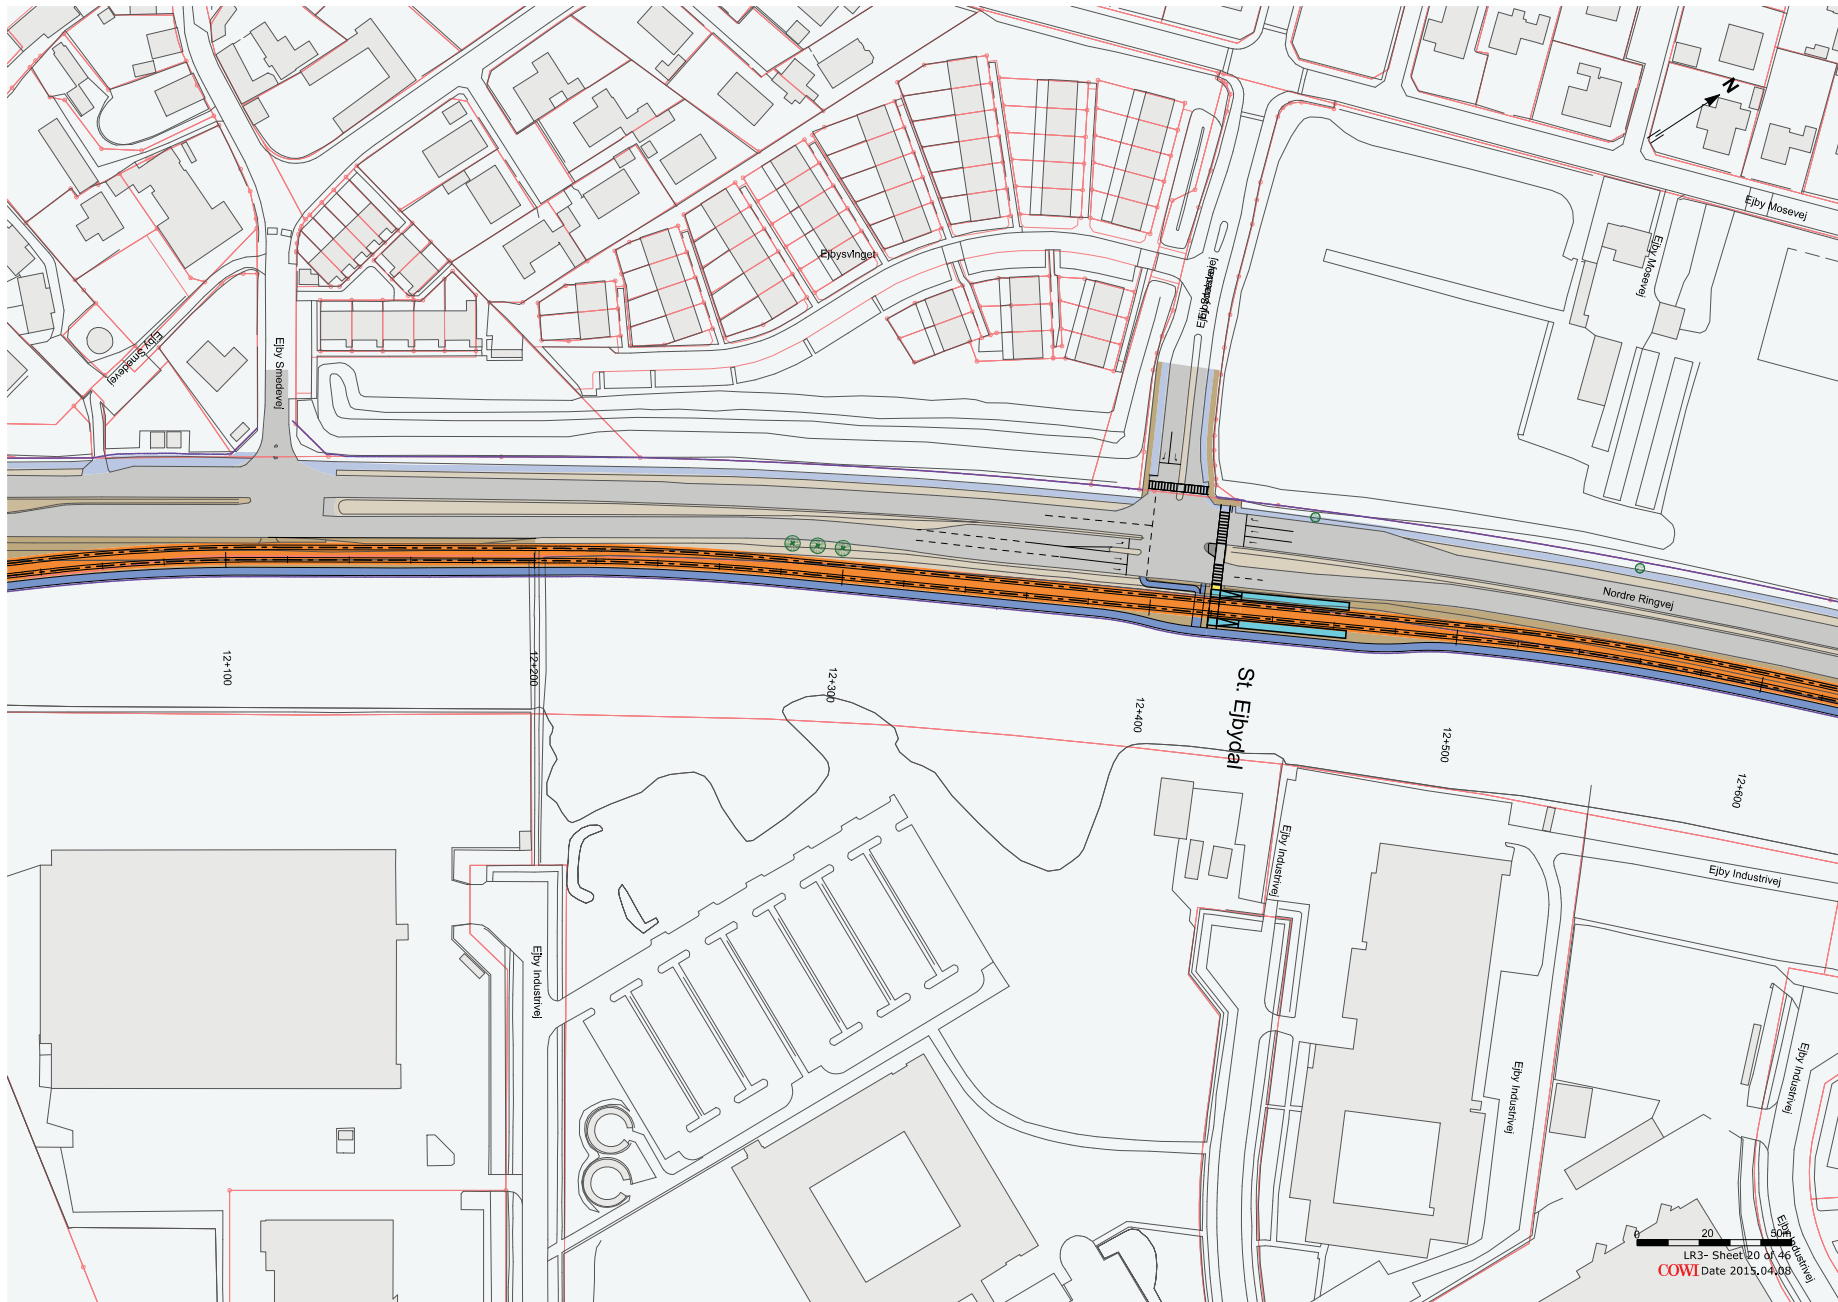 N
Ejby Mosevej
Ejby Mosevej
Ejbysvinget
Ejby Smedevej
Ejby Smedevej
Nordre Ringvej
12+100
12+200
12+300
12+400
12+500
12+600
St. Ejbydal
Ejby Industrivej
Ejby Industrivej
Ejby Industrivej
Ejby Industrivej
Ejby Industrivej
Ejby Industrivej
0 20 50m
LR3- Sheet 20 of 46
COWI Date 2015.04.08